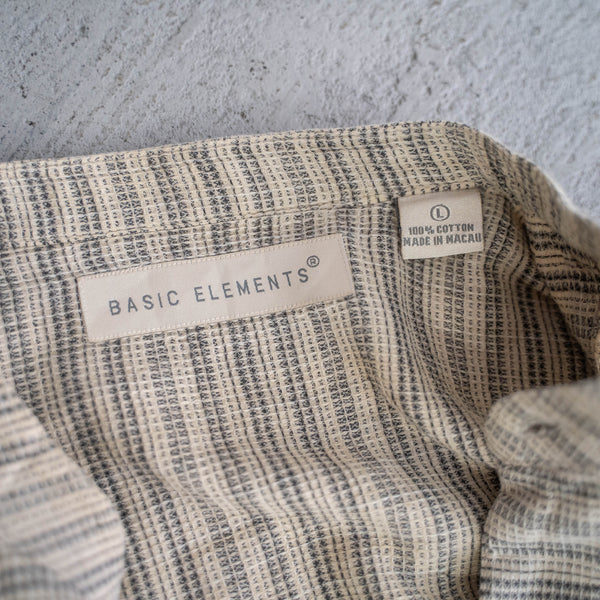 BASIC ELEMENTS®
L
100% COTTON
MADE IN MACAU